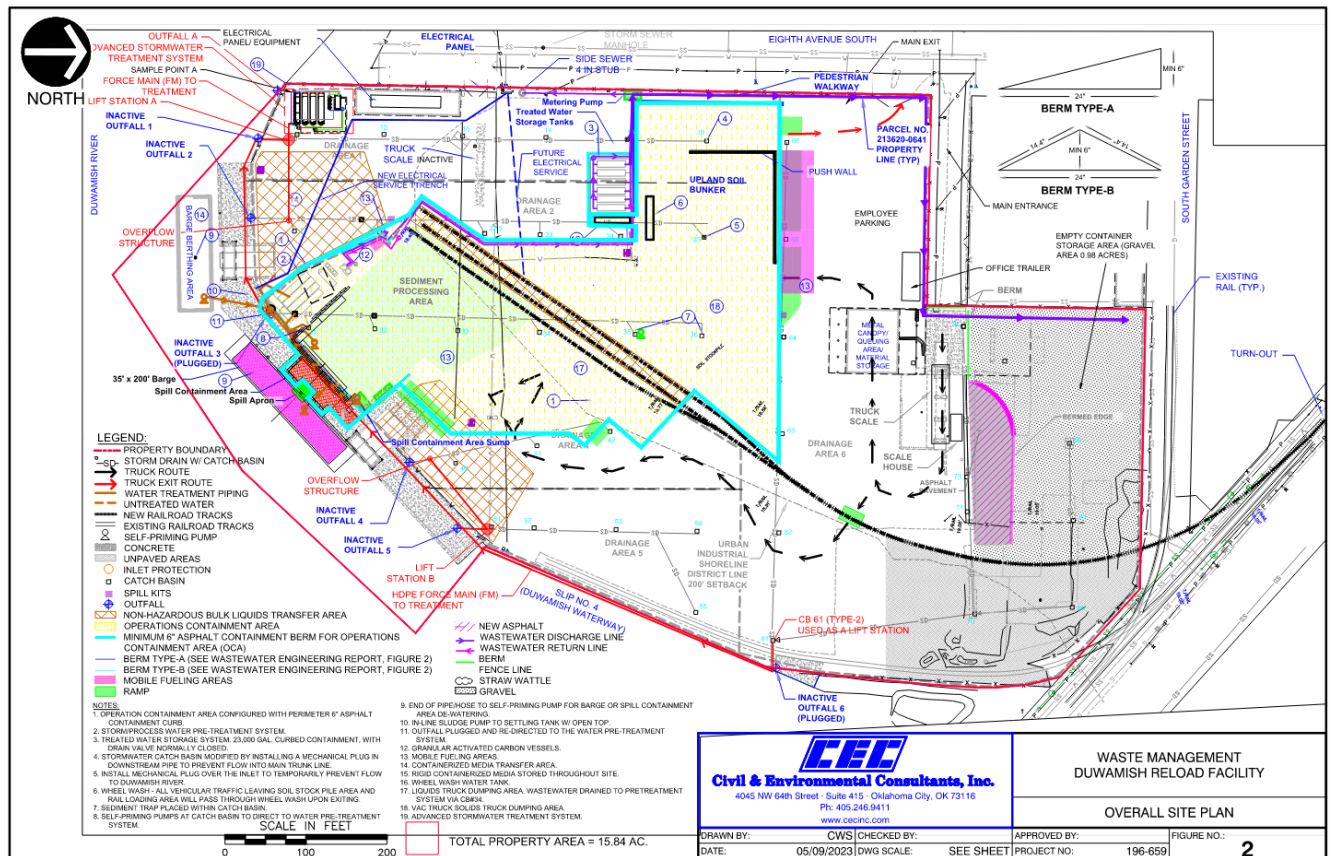 NORTH
OUTFALL A
ADVANCED STORMWATER
TREATMENT SYSTEM
SAMPLE POINT A
FORCE MAIN (FM) TO
TREATMENT
LIFT STATION A
INACTIVE
OUTFALL 1
INACTIVE
OUTFALL 2
DUWAMISH RIVER
BARGE BERTHING AREA
OVERFLOW
STRUCTURE
ELECTRICAL
PANEL/ EQUIPMENT
ELECTRICAL
PANEL
STORM SEWER
MANHOLE
SIDE SEWER
4 IN STUB
EIGHTH AVENUE SOUTH
MAIN EXIT
PEDESTRIAN
WALKWAY
Metering Pump
Treated Water
Storage Tanks
DRAINAGE
AREA 1
TRUCK
SCALE INACTIVE
NEW ELECTRICAL
SERVICE TRENCH
FUTURE
ELECTRICAL
SERVICE
DRAINAGE
AREA 2
UPLAND SOIL
BUNKER
PUSH WALL
PARCEL NO.
213620-0641
PROPERTY
LINE (TYP)
EMPLOYEE
PARKING
MAIN ENTRANCE
OFFICE TRAILER
BERM
MIN 6"
24"
BERM TYPE-A
14.4"
14.4"
MIN 6"
24"
BERM TYPE-B
SOUTH GARDEN STREET
EMPTY CONTAINER
STORAGE AREA (GRAVEL
AREA 0.98 ACRES)
EXISTING
RAIL (TYP.)
TURN-OUT
SEDIMENT
PROCESSING
AREA
SOIL STOCKPILE
METAL
CANOPY/
QUEUING
AREA/
MATERIAL
STORAGE
TRUCK
SCALE
SCALE
HOUSE
BERMED EDGE
ASPHALT
PAVEMENT
DRAINAGE
AREA 6
INACTIVE
OUTFALL 3
(PLUGGED)
35' x 200' Barge
Spill Containment Area
Spill Apron
Spill Containment Area Sump
OVERFLOW
STRUCTURE
INACTIVE
OUTFALL 4
INACTIVE
OUTFALL 5
LIFT
STATION B
HDPE FORCE MAIN (FM)
TO TREATMENT
SLIP NO. 4
(DUWAMISH WATERWAY)
DRAINAGE
AREA 5
URBAN
INDUSTRIAL
SHORELINE
DISTRICT LINE
200' SETBACK
CB 61 (TYPE-2)
USED AS A LIFT STATION
INACTIVE
OUTFALL 6
(PLUGGED)
LEGEND:
PROPERTY BOUNDARY
STORM DRAIN W/ CATCH BASIN
TRUCK ROUTE
TRUCK EXIT ROUTE
WATER TREATMENT PIPING
UNTREATED WATER
NEW RAILROAD TRACKS
EXISTING RAILROAD TRACKS
SELF-PRIMING PUMP
CONCRETE
UNPAVED AREAS
INLET PROTECTION
CATCH BASIN
SPILL KITS
OUTFALL
NON-HAZARDOUS BULK LIQUIDS TRANSFER AREA
OPERATIONS CONTAINMENT AREA
MINIMUM 6" ASPHALT CONTAINMENT BERM FOR OPERATIONS
CONTAINMENT AREA (OCA)
BERM TYPE-A (SEE WASTEWATER ENGINEERING REPORT, FIGURE 2)
BERM TYPE-B (SEE WASTEWATER ENGINEERING REPORT, FIGURE 2)
MOBILE FUELING AREAS
RAMP
NEW ASPHALT
WASTEWATER DISCHARGE LINE
WASTEWATER RETURN LINE
BERM
FENCE LINE
STRAW WATTLE
GRAVEL
NOTES:
1. OPERATION CONTAINMENT AREA CONFIGURED WITH PERIMETER 6" ASPHALT
CONTAINMENT CURB.
2. STORM/PROCESS WATER PRE-TREATMENT SYSTEM.
3. TREATED WATER STORAGE SYSTEM. 23,000 GAL. CURBED CONTAINMENT, WITH
DRAIN VALVE NORMALLY CLOSED.
4. STORMWATER CATCH BASIN MODIFIED BY INSTALLING A MECHANICAL PLUG IN
DOWNSTREAM PIPE TO PREVENT FLOW INTO MAIN TRUNK LINE.
5. INSTALL MECHANICAL PLUG OVER THE INLET TO TEMPORARILY PREVENT FLOW
TO DUWAMISH RIVER.
6. WHEEL WASH - ALL VEHICULAR TRAFFIC LEAVING SOIL STOCK PILE AREA AND
RAIL LOADING AREA WILL PASS THROUGH WHEEL WASH UPON EXITING.
7. SEDIMENT TRAP PLACED WITHIN CATCH BASIN.
8. SELF-PRIMING PUMPS AT CATCH BASIN TO DIRECT TO WATER PRE-TREATMENT
SYSTEM.
9. END OF PIPE/HOSE TO SELF-PRIMING PUMP FOR BARGE OR SPILL CONTAINMENT
AREA DE-WATERING.
10. IN-LINE SLUDGE PUMP TO SETTLING TANK W/ OPEN TOP.
11. OUTFALL PLUGGED AND RE-DIRECTED TO THE WATER PRE-TREATMENT
SYSTEM.
12. GRANULAR ACTIVATED CARBON VESSELS.
13. MOBILE FUELING AREAS.
14. CONTAINERIZED MEDIA TRANSFER AREA.
15. RIGID CONTAINERIZED MEDIA STORED THROUGHOUT SITE.
16. WHEEL WASH WATER TANK.
17. LIQUIDS TRUCK DUMPING AREA. WASTEWATER DRAINED TO PRETREATMENT
SYSTEM VIA CB#34.
18. VAC TRUCK SOLIDS TRUCK DUMPING AREA.
19. ADVANCED STORMWATER TREATMENT SYSTEM.
SCALE IN FEET
0 100 200
TOTAL PROPERTY AREA = 15.84 AC.
CEC
Civil & Environmental Consultants, Inc.
4045 NW 64th Street · Suite 415 · Oklahoma City, OK 73116
Ph: 405.246.9411
www.cecinc.com
WASTE MANAGEMENT
DUWAMISH RELOAD FACILITY
OVERALL SITE PLAN
DRAWN BY: CWS
CHECKED BY:
APPROVED BY:
FIGURE NO.:
DATE: 05/09/2023
DWG SCALE: SEE SHEET
PROJECT NO: 196-659
2